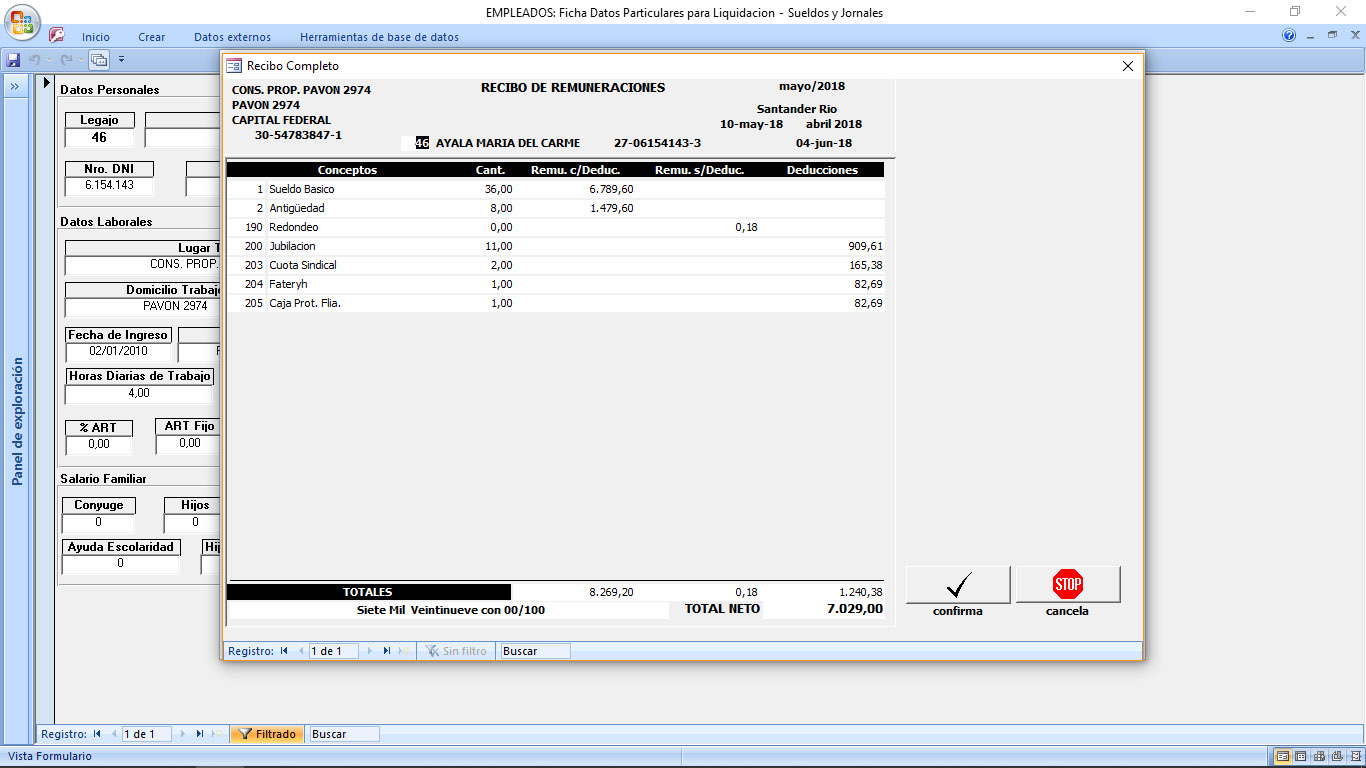 EMPLEADOS: Ficha Datos Particulares para Liquidacion - Sueldos y Jornales
Inicio Crear Datos externos Herramientas de base de datos
Recibo Completo
CONS. PROP. PAVON 2974 RECIBO DE REMUNERACIONES mayo/2018
PAVON 2974 Santander Rio
CAPITAL FEDERAL 10-may-18 abril 2018
30-54783847-1
46 AYALA MARIA DEL CARME 27-06154143-3 04-jun-18
Conceptos Cant. Remu. c/Deduc. Remu. s/Deduc. Deducciones
1 Sueldo Basico 36,00 6.789,60
2 Antigüedad 8,00 1.479,60
190 Redondeo 0,00 0,18
200 Jubilacion 11,00 909,61
203 Cuota Sindical 2,00 165,38
204 Fateryh 1,00 82,69
205 Caja Prot. Flia. 1,00 82,69
TOTALES 8.269,20 0,18 1.240,38
Siete Mil Veintinueve con 00/100 TOTAL NETO 7.029,00
STOP
confirma cancela
Registro: 1 de 1 Sin filtro Buscar
Datos Personales
Legajo
46
Nro. DNI
6.154.143
Datos Laborales
Lugar T
CONS. PROP.
Domicilio Trabajo
PAVON 2974
Fecha de Ingreso
02/01/2010
Horas Diarias de Trabajo
4,00
% ART ART Fijo
0,00 0,00
Salario Familiar
Conyuge Hijos
0 0
Ayuda Escolaridad Hij
0
Panel de exploración
Registro: 1 de 1 Filtrado Buscar
Vista Formulario